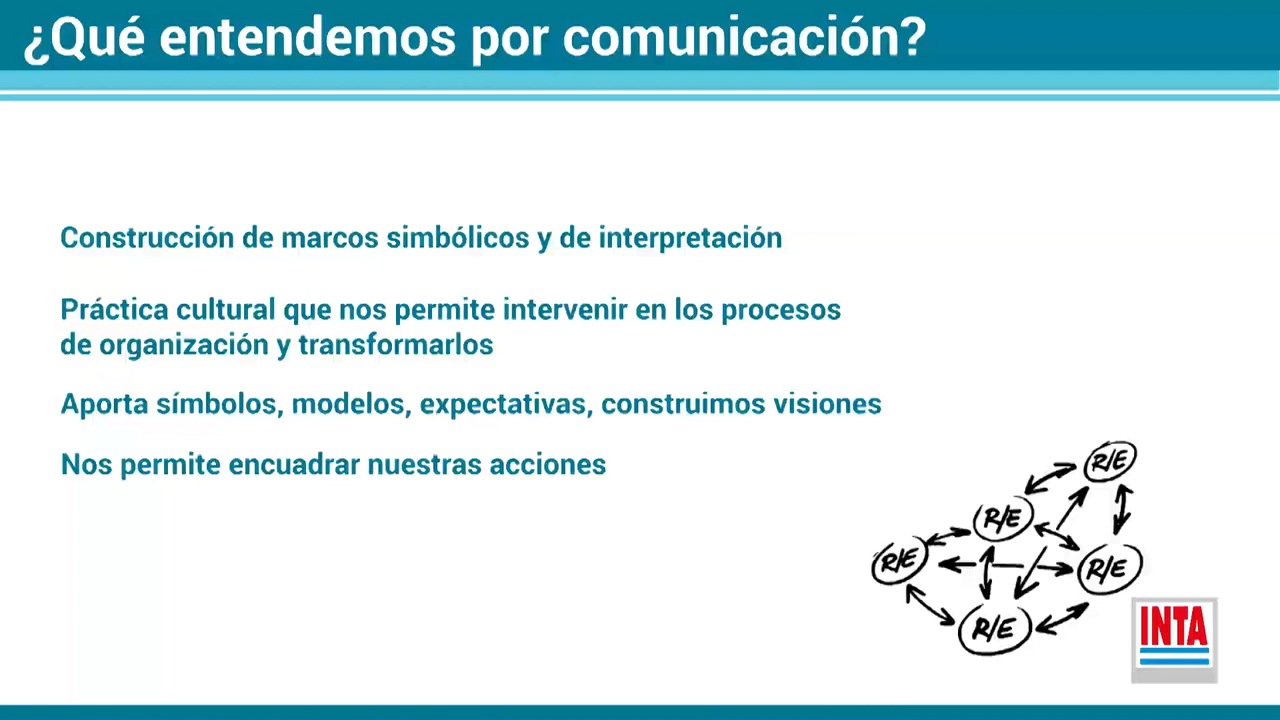 ¿Qué entendemos por comunicación?
Construcción de marcos simbólicos y de interpretación
Práctica cultural que nos permite intervenir en los procesos
de organización y transformarlos
Aporta símbolos, modelos, expectativas, construimos visiones
Nos permite encuadrar nuestras acciones
R/E
R/E
R/E
R/E
R/E
INTA